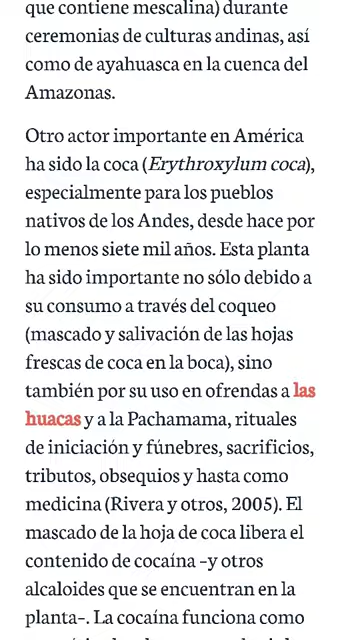 que contiene mescalina) durante
ceremonias de culturas andinas, así
como de ayahuasca en la cuenca del
Amazonas.
Otro actor importante en América
ha sido la coca (Erythroxylum coca),
especialmente para los pueblos
nativos de los Andes, desde hace por
lo menos siete mil años. Esta planta
ha sido importante no sólo debido a
su consumo a través del coqueo
(mascado y salivación de las hojas
frescas de coca en la boca), sino
también por su uso en ofrendas a las
huacas y a la Pachamama, rituales
de iniciación y fúnebres, sacrificios,
tributos, obsequios y hasta como
medicina (Rivera y otros, 2005). El
mascado de la hoja de coca libera el
contenido de cocaína –y otros
alcaloides que se encuentran en la
planta–. La cocaína funciona como